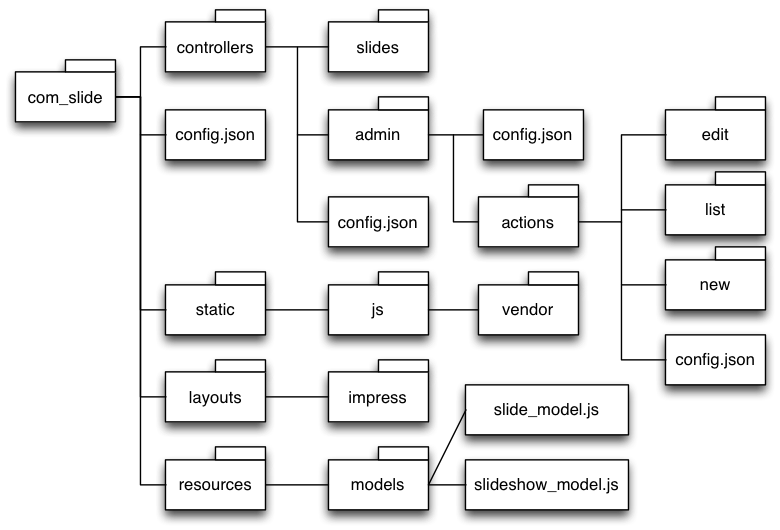 com_slide
controllers
slides
config.json
admin
config.json
edit
config.json
actions
list
static
js
vendor
new
config.json
layouts
impress
slide_model.js
resources
models
slideshow_model.js